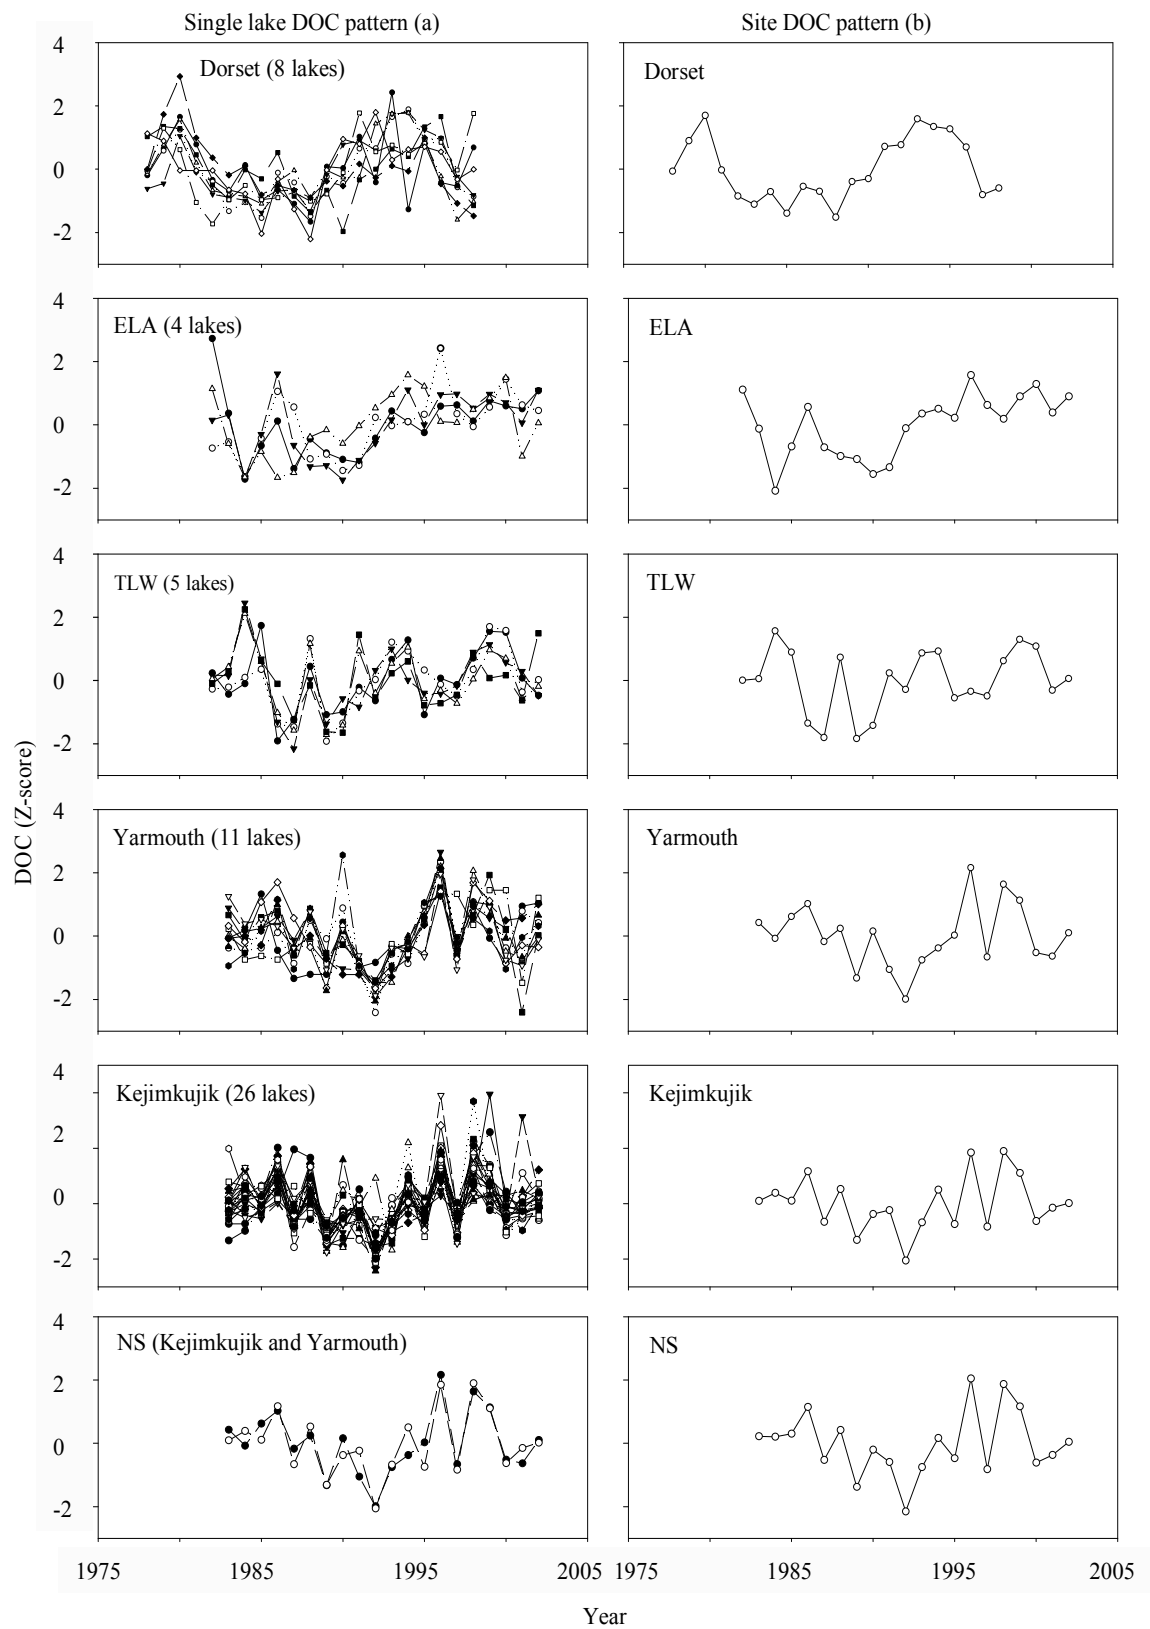 Single lake DOC pattern (a)
Site DOC pattern (b)
4
2
0
-2
Dorset (8 lakes)
Dorset
4
2
0
-2
ELA (4 lakes)
ELA
4
2
0
-2
TLW (5 lakes)
TLW
DOC (Z-score)
4
2
0
-2
Yarmouth (11 lakes)
Yarmouth
4
2
0
-2
Kejimkujik (26 lakes)
Kejimkujik
4
2
0
-2
NS (Kejimkujik and Yarmouth)
NS
1975 1985 1995 2005 1975 1985 1995 2005
Year